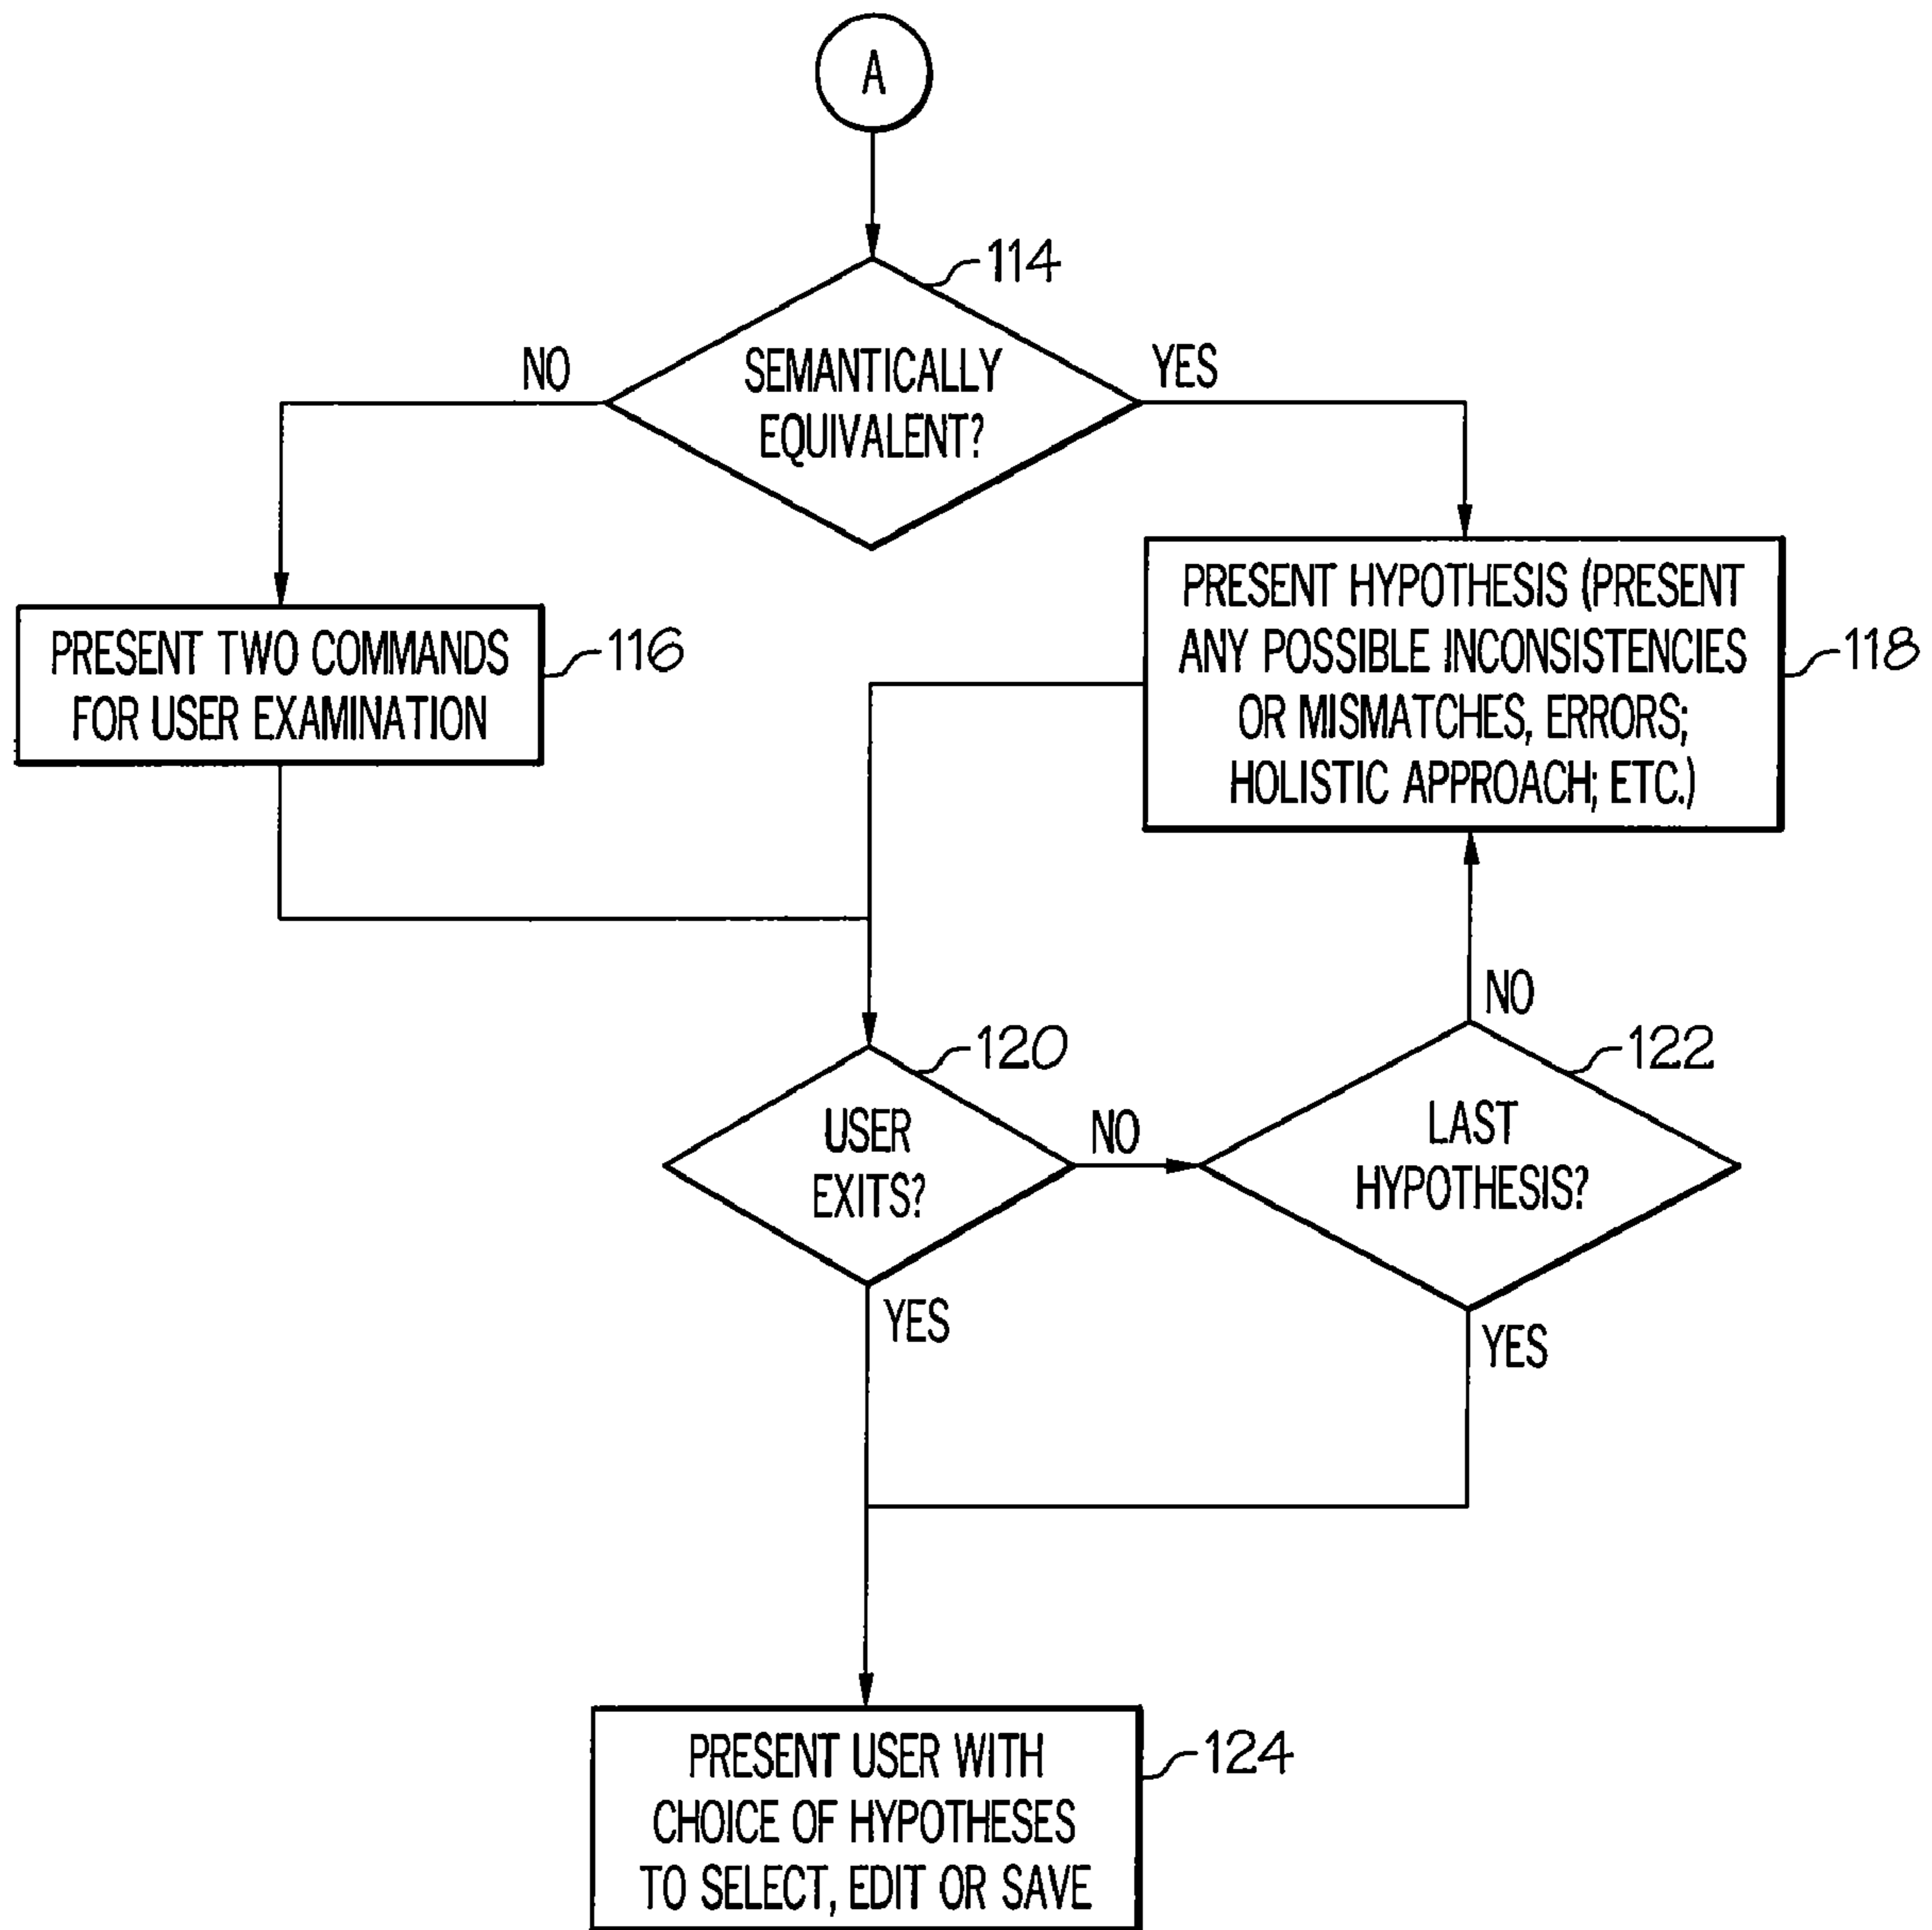 A
114
NO
SEMANTICALLY
EQUIVALENT?
YES
PRESENT TWO COMMANDS
FOR USER EXAMINATION
116
PRESENT HYPOTHESIS (PRESENT
ANY POSSIBLE INCONSISTENCIES
OR MISMATCHES, ERRORS;
HOLISTIC APPROACH; ETC.)
118
120
USER
EXITS?
NO
NO
122
LAST
HYPOTHESIS?
YES
YES
PRESENT USER WITH
CHOICE OF HYPOTHESES
TO SELECT, EDIT OR SAVE
124